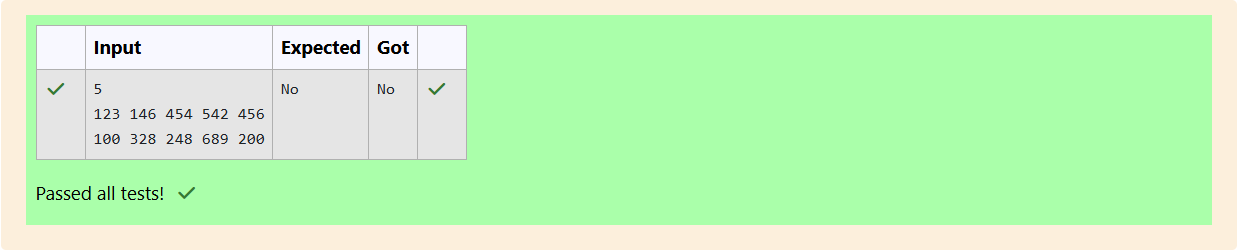 Input Expected Got
5 No No
123 146 454 542 456
100 328 248 689 200
Passed all tests!